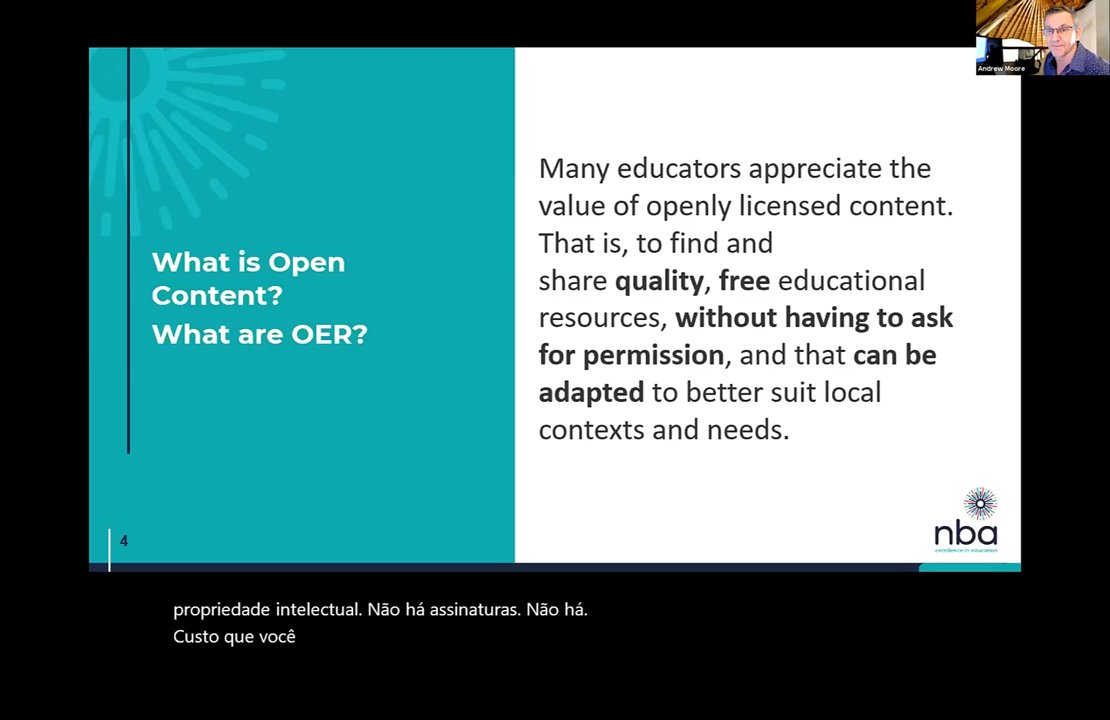 Andrew Moore
What is Open
Content?
What are OER?
Many educators appreciate the
value of openly licensed content.
That is, to find and
share quality, free educational
resources, without having to ask
for permission, and that can be
adapted to better suit local
contexts and needs.
nba
excellence in education
4
propriedade intelectual. Não há assinaturas. Não há.
Custo que você